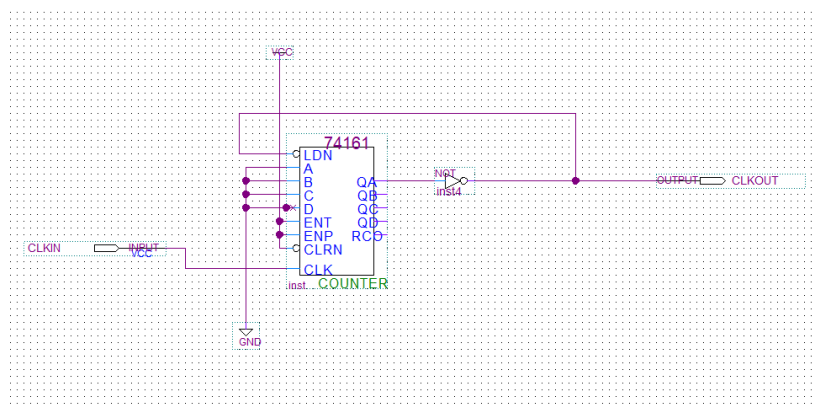 VCC
74161
LDN
A
B
C
D
ENT
ENP
CLRN
CLK
QA
QB
QC
QD
RCO
inst
COUNTER
NOT
inst4
OUTPUT
CLKOUT
CLKIN
INPUT
VCC
GND